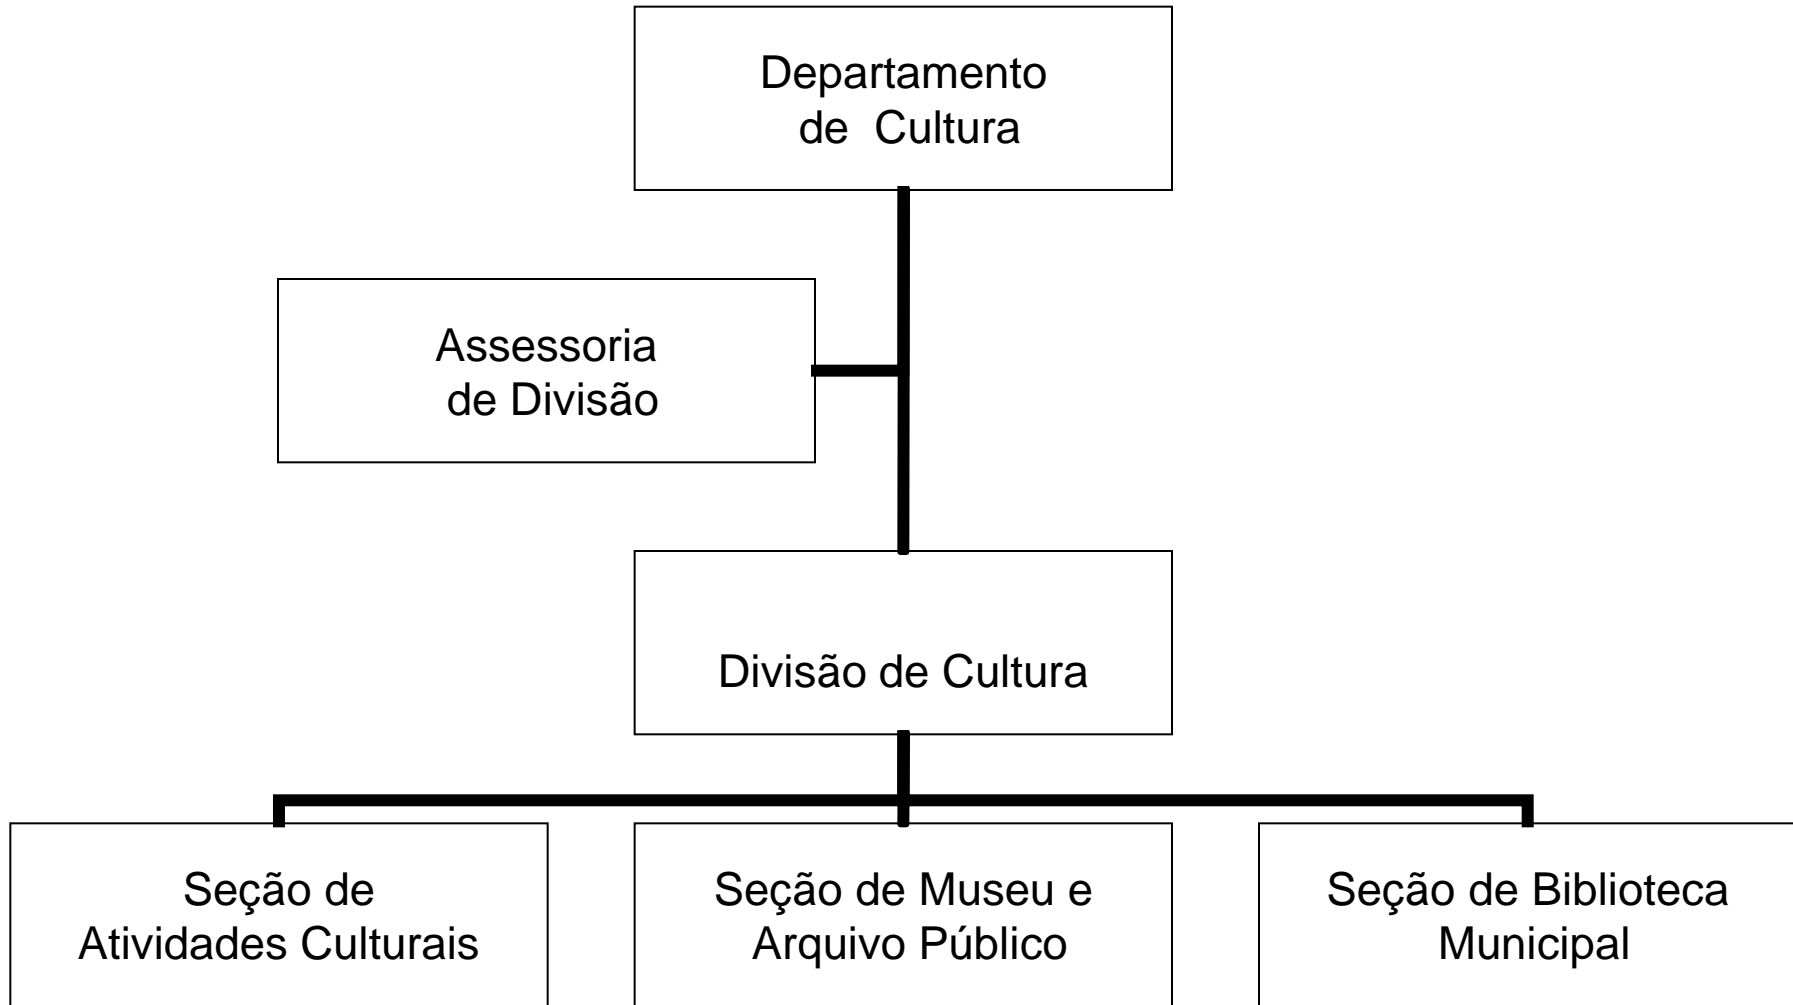 Departamento
de Cultura
Assessoria
de Divisão
Divisão de Cultura
Seção de
Atividades Culturais
Seção de Museu e
Arquivo Público
Seção de Biblioteca
Municipal